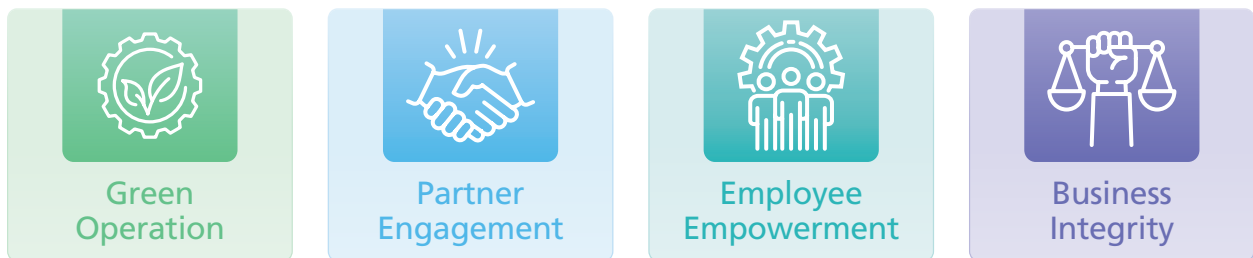 Green
Operation
Partner
Engagement
Employee
Empowerment
Business
Integrity